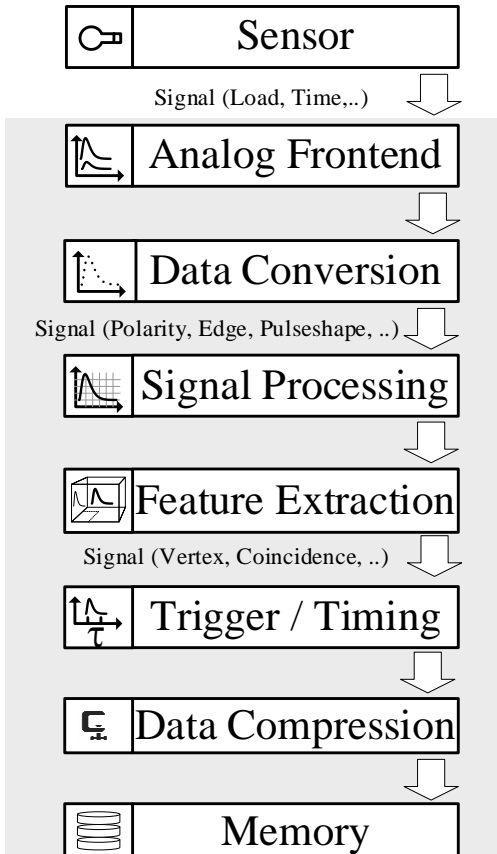 Sensor
Signal (Load, Time,..)
Analog Frontend
Data Conversion
Signal (Polarity, Edge, Pulseshape, ..)
Signal Processing
Feature Extraction
Signal (Vertex, Coincidence, ..)
τ
Trigger / Timing
Data Compression
Memory